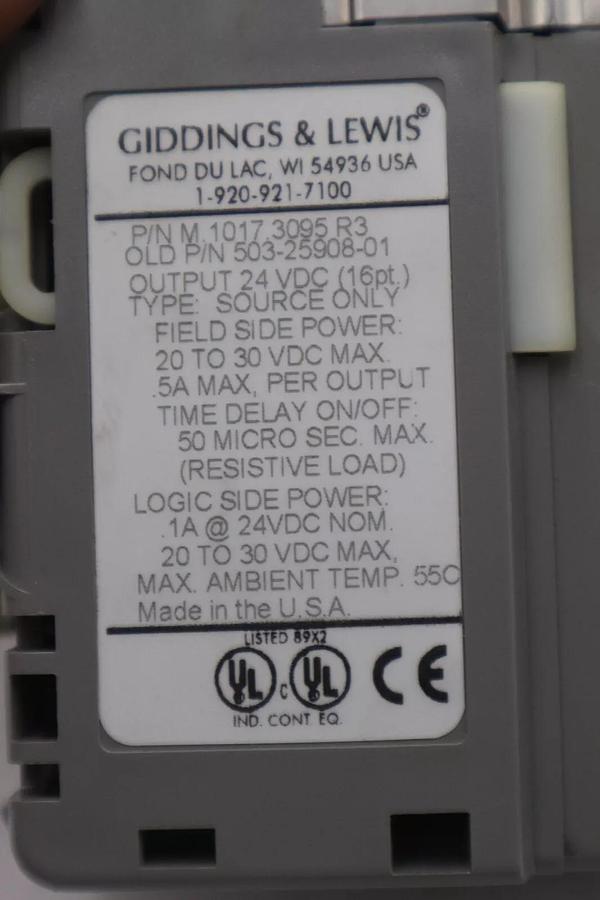 GIDDINGS & LEWIS®
FOND DU LAC, WI 54936 USA
1-920-921-7100
P/N M.1017.3095 R3
OLD P/N 503-25908-01
OUTPUT 24 VDC (16pt.)
TYPE: SOURCE ONLY
FIELD SIDE POWER:
20 TO 30 VDC MAX.
.5A MAX, PER OUTPUT
TIME DELAY ON/OFF:
50 MICRO SEC. MAX.
(RESISTIVE LOAD)
LOGIC SIDE POWER:
.1A @ 24VDC NOM.
20 TO 30 VDC MAX,
MAX. AMBIENT TEMP. 55C
Made in the U.S.A.
LISTED 89X2
UL c UL CE
IND. CONT. EQ.